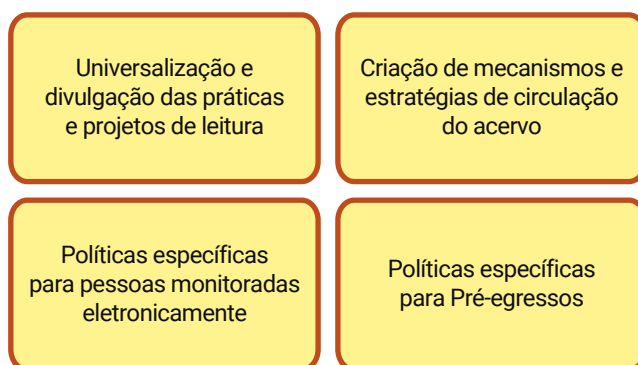 Universalização e
divulgação das práticas
e projetos de leitura
Criação de mecanismos e
estratégias de circulação
do acervo
Políticas específicas
para pessoas monitoradas
eletronicamente
Políticas específicas
para Pré-egressos